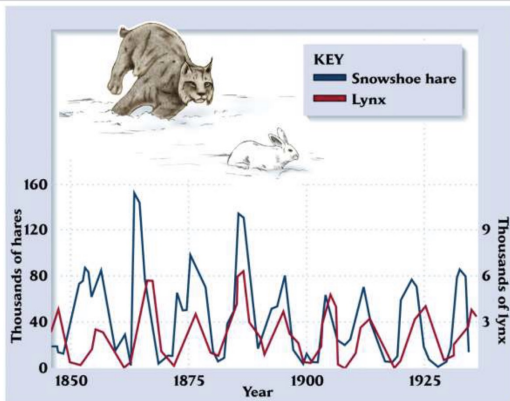 KEY
Snowshoe hare
Lynx
Thousands of hares
160
120
80
40
0
9
6
3
Thousands of lynx
1850
1875
1900
1925
Year